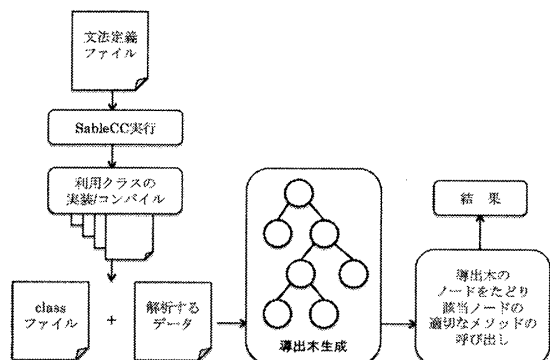 文法定義
ファイル
SableCC実行
利用クラスの
実装/コンパイル
class
ファイル
+
解析する
データ
導出木生成
結 果
導出木の
ノードをたどり
該当ノードの
適切なメソッドの
呼び出し